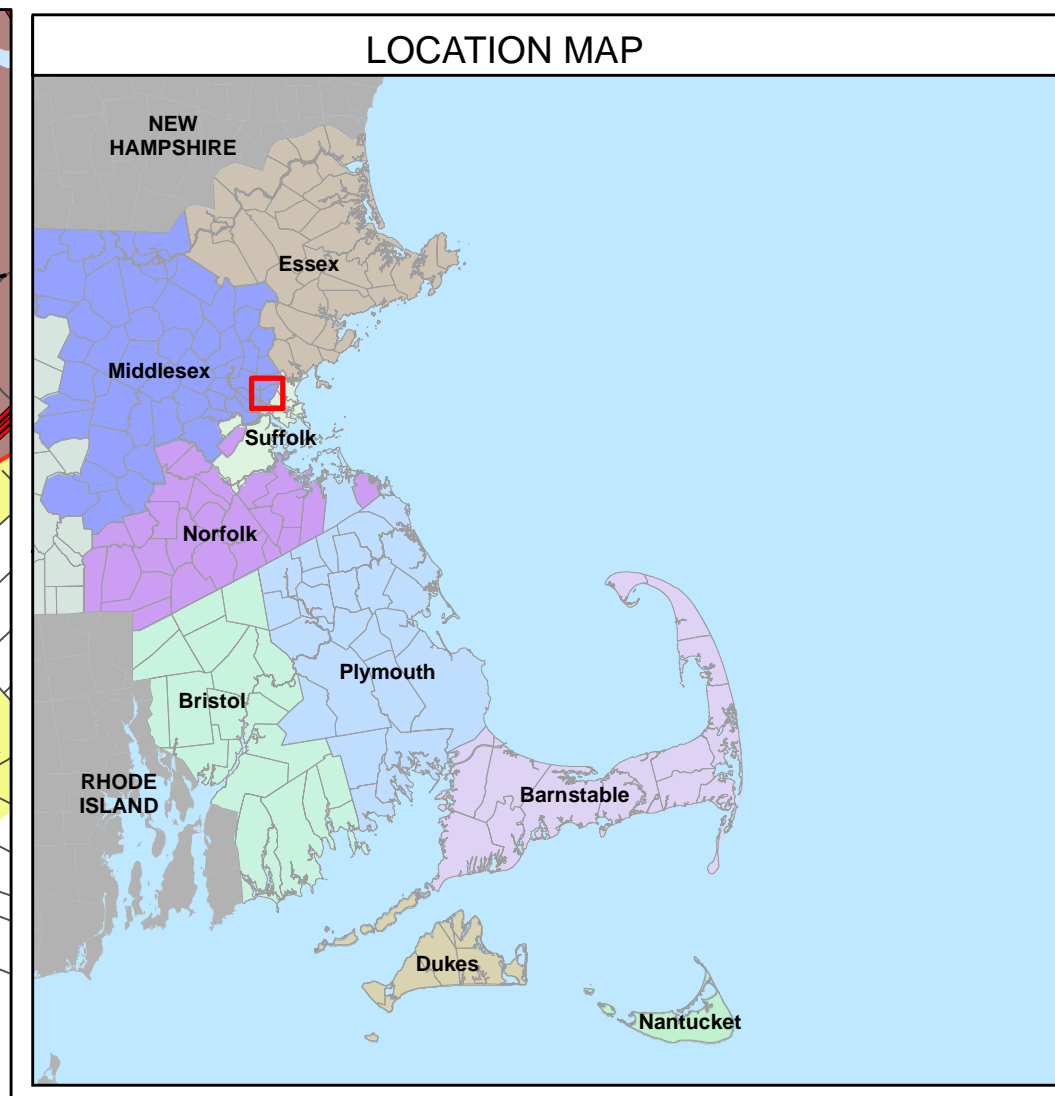 LOCATION MAP
NEW
HAMPSHIRE
Essex
Middlesex
Suffolk
Norfolk
Plymouth
Bristol
RHODE
ISLAND
Barnstable
Dukes
Nantucket